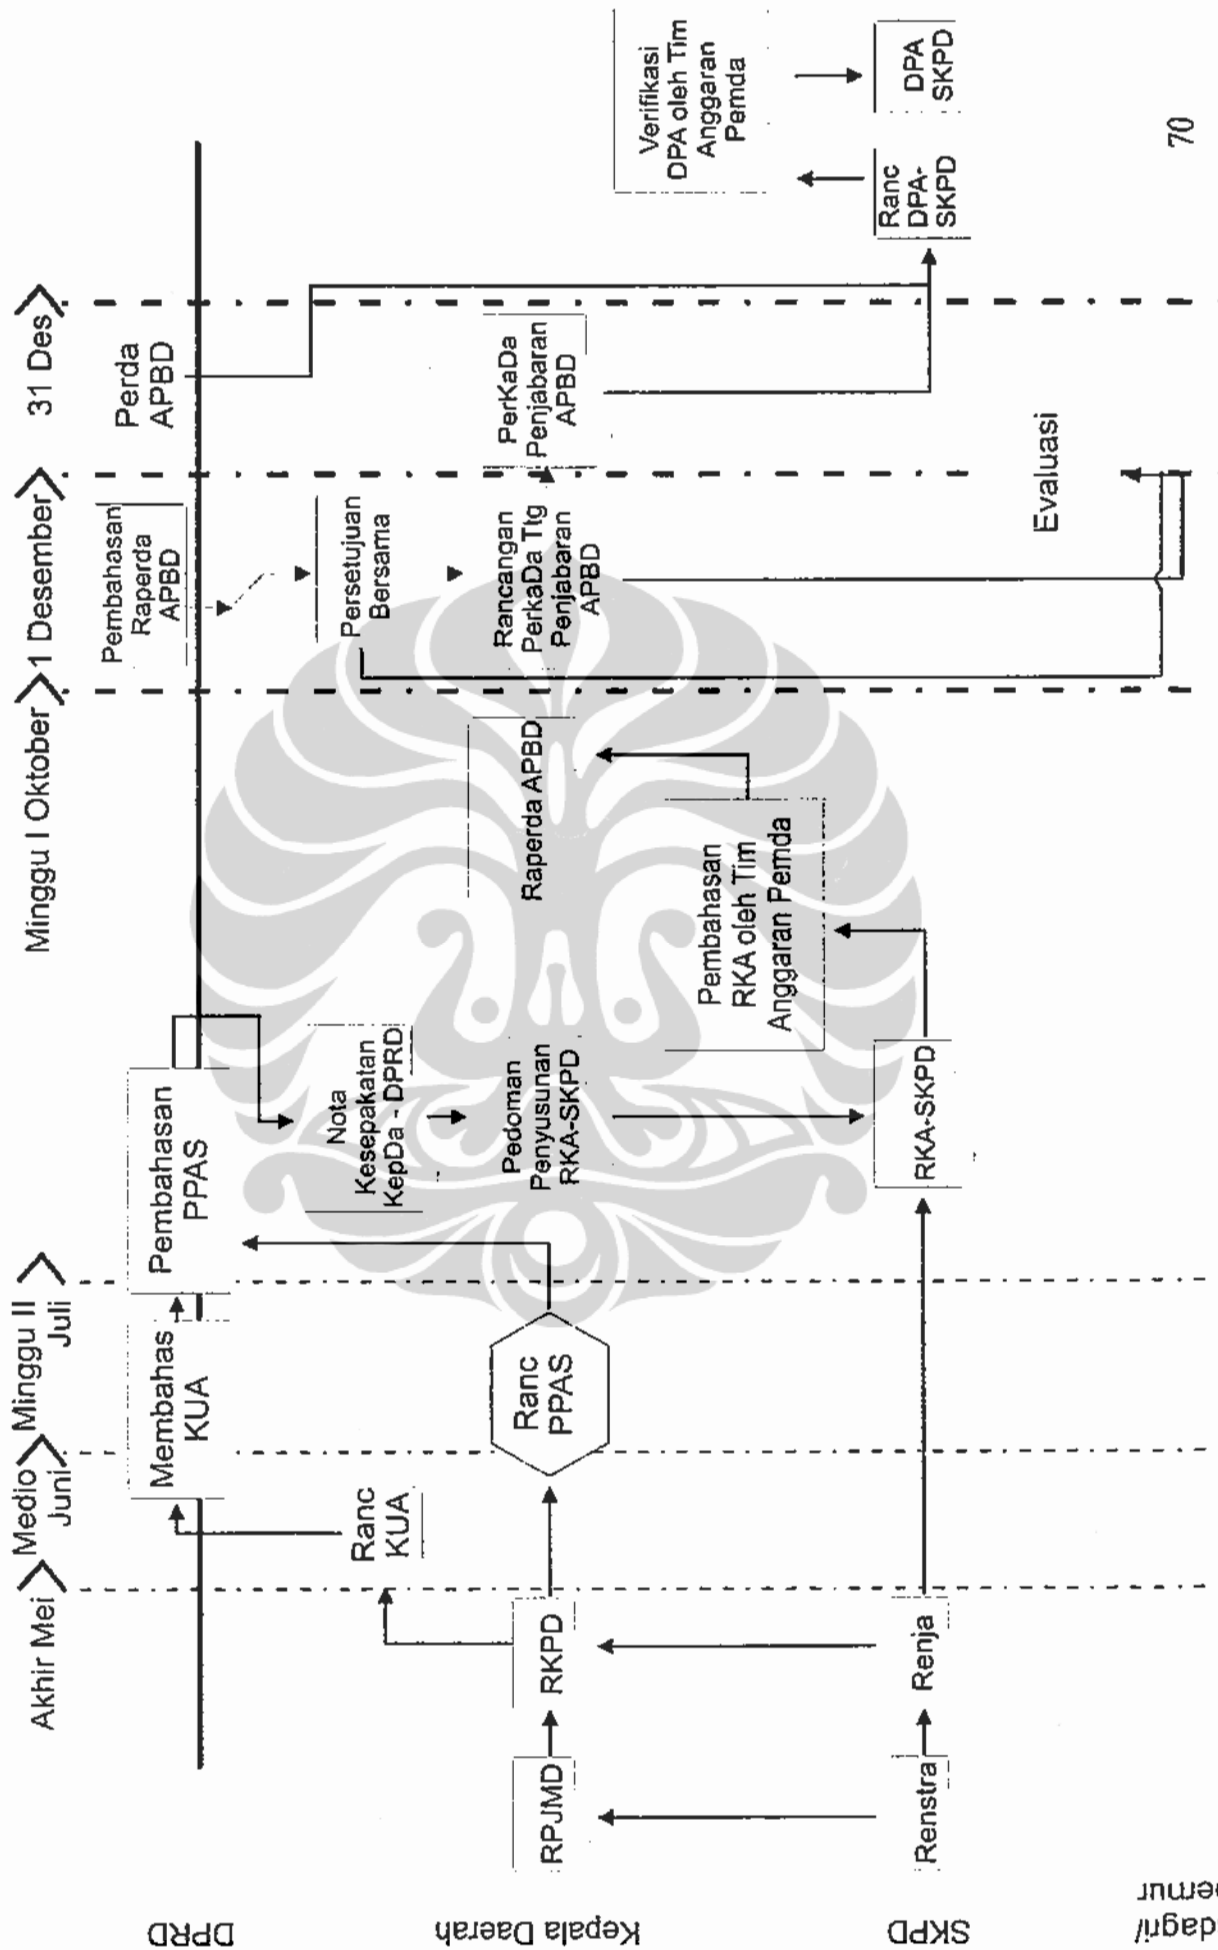 Akhir Mei
Medio
Juni
Minggu II
Juli
Minggu I Oktober
1 Desember
31 Des
DPRD
Membahas
KUA
Pembahasan
PPAS
Pembahasan
Raperda
APBD
Perda
APBD
Ranc
KUA
Nota
Kesepakatan
KepDa - DPRD
Persetujuan
Bersama
Kepala Daerah
RPJMD
RKPD
Ranc
PPAS
Pedoman
Penyusunan
RKA-SKPD
Raperda APBD
Rancangan
PerkaDa Ttg
Penjabaran
APBD
PerKaDa
Penjabaran
APBD
Verifikasi
DPA oleh Tim
Anggaran
Pemda
Pembahasan
RKA oleh Tim
Anggaran Pemda
SKPD
Renstra
Renja
RKA-SKPD
Ranc
DPA-
SKPD
DPA
SKPD
dagri/
ernur
Evaluasi
70